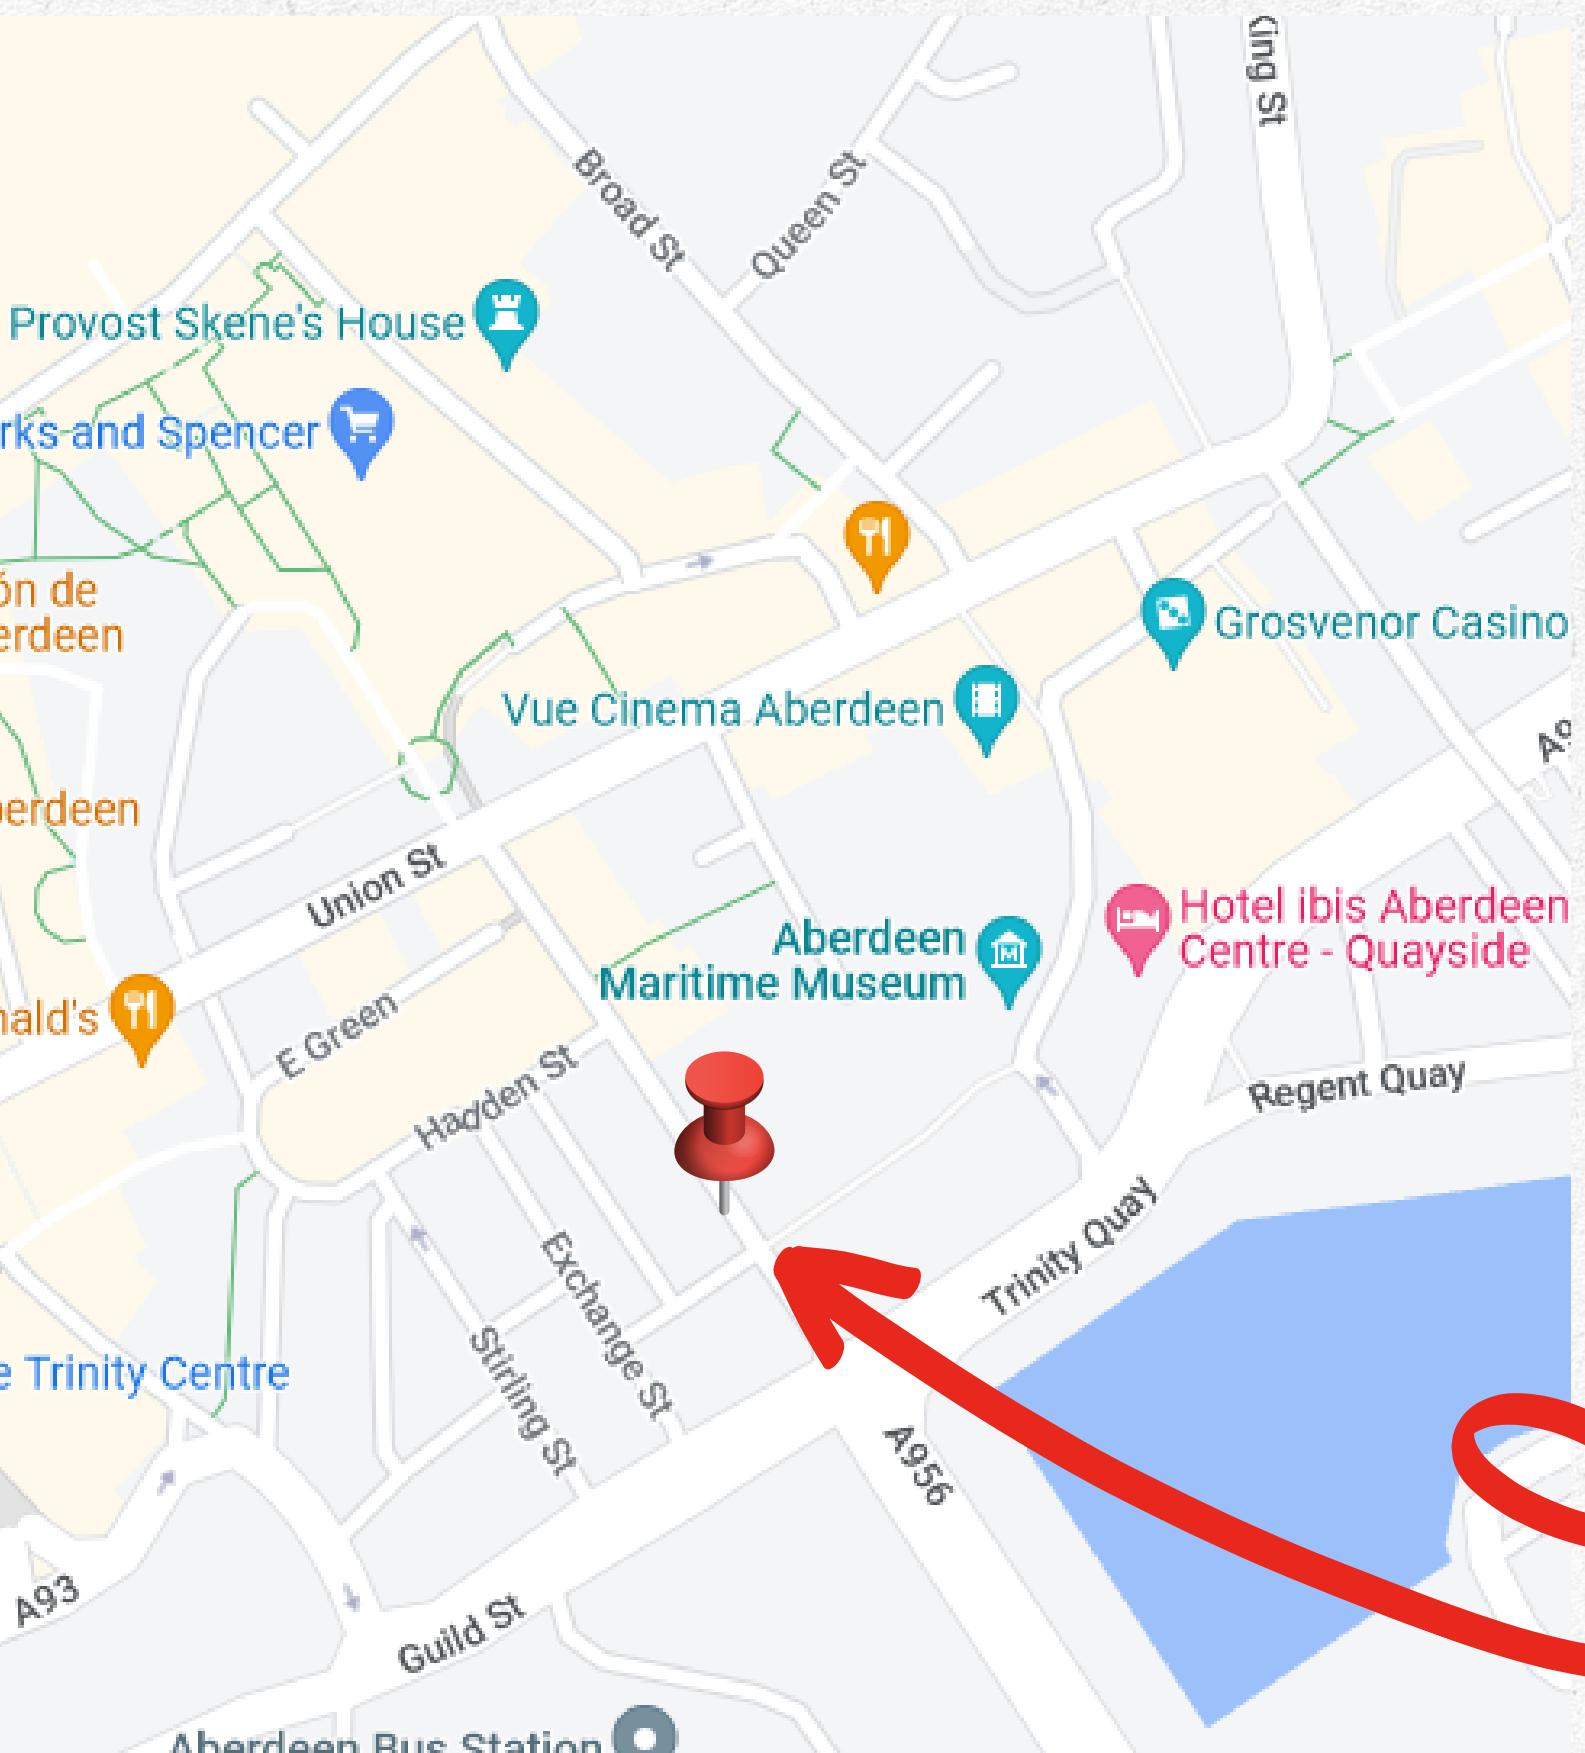 King St
Broad St
Queen St
Provost Skene's House
rks and Spencer
ón de
erdeen
Grosvenor Casino
Vue Cinema Aberdeen
berdeen
Union St
Hotel ibis Aberdeen
Centre - Quayside
Aberdeen
Maritime Museum
nald's
E Green
Hadden St
Regent Quay
Trinity Quay
Exchange St
Stirling St
e Trinity Centre
A956
A93
Guild St
Aberdeen Bus Station